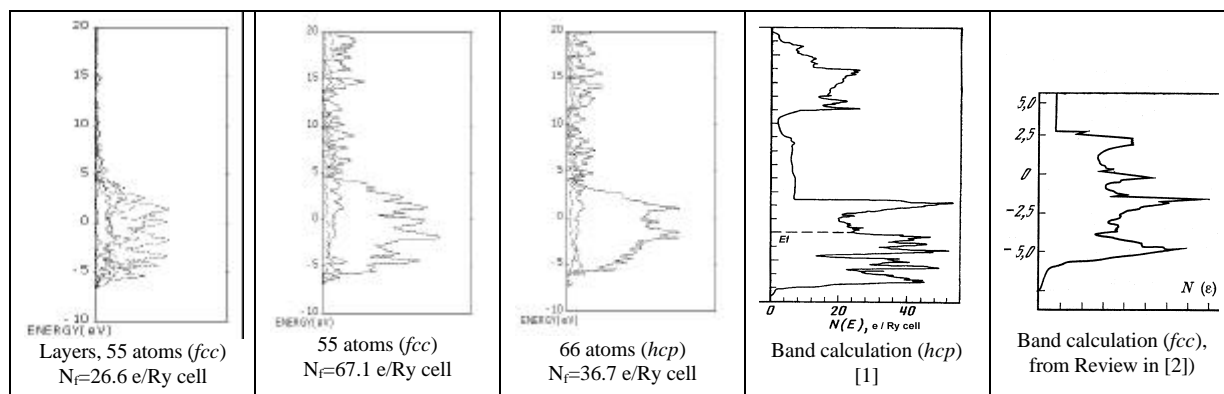 20
15
10
5
0
-5
-10
ENERGY(eV)
Layers, 55 atoms (fcc)
Nf=26.6 e/Ry cell
20
15
10
5
0
-5
-10
ENERGY(eV)
55 atoms (fcc)
Nf=67.1 e/Ry cell
20
15
10
5
0
-5
-10
ENERGY(eV)
66 atoms (hcp)
Nf=36.7 e/Ry cell
Ef
0 20 40
N(E), e / Ry cell
Band calculation (hcp)
[1]
5,0
2,5
0
-2,5
-5,0
N (ε)
Band calculation (fcc),
from Review in [2])